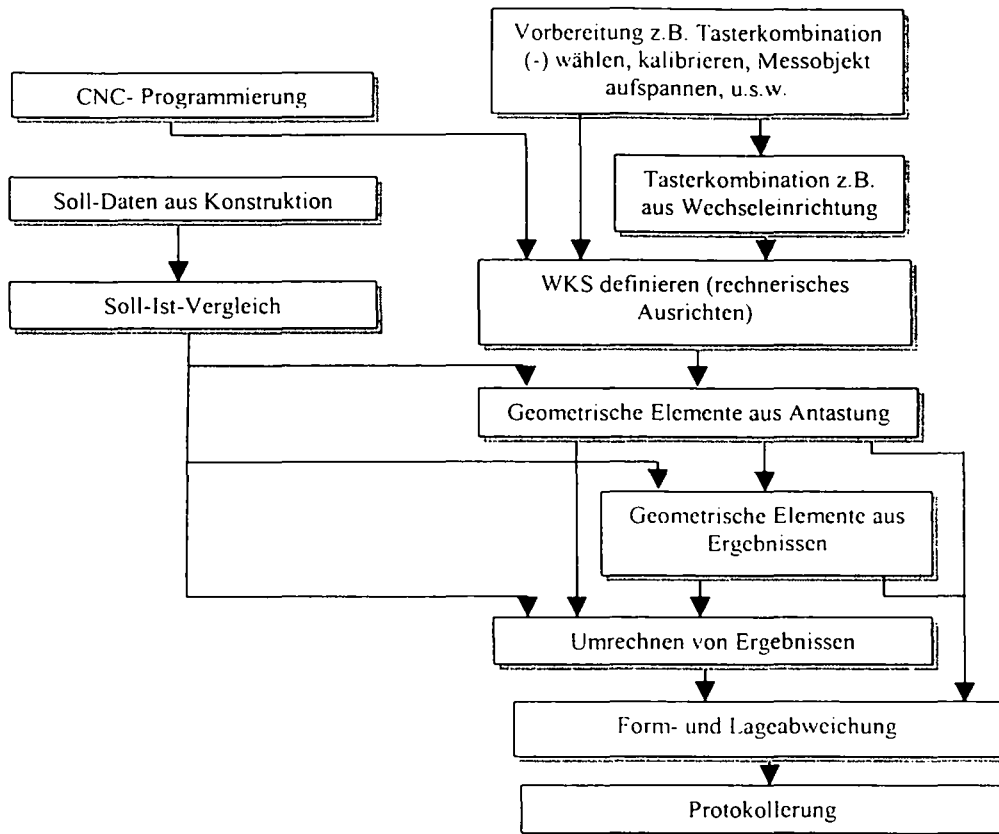 Vorbereitung z.B. Tasterkombination
(-) wählen, kalibrieren, Messobjekt
aufspannen, u.s.w.
CNC- Programmierung
Tasterkombination z.B.
aus Wechseleinrichtung
Soll-Daten aus Konstruktion
WKS definieren (rechnerisches
Ausrichten)
Soll-Ist-Vergleich
Geometrische Elemente aus Antastung
Geometrische Elemente aus
Ergebnissen
Umrechnen von Ergebnissen
Form- und Lageabweichung
Protokollerung